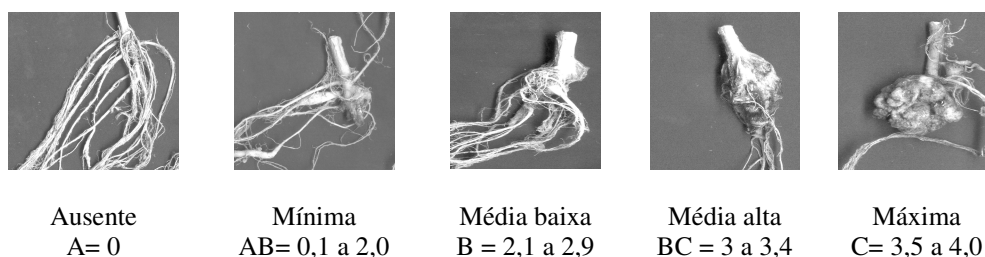 Ausente Mínima Média baixa Média alta Máxima
A= 0 AB= 0,1 a 2,0 B = 2,1 a 2,9 BC = 3 a 3,4 C= 3,5 a 4,0